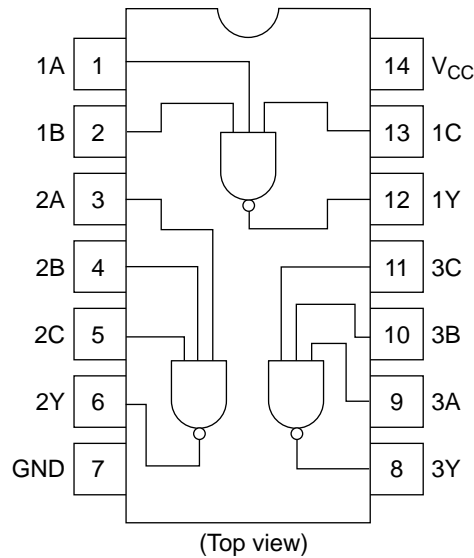 1A 1 14 VCC
1B 2 13 1C
2A 3 12 1Y
2B 4 11 3C
2C 5 10 3B
2Y 6 9 3A
GND 7 8 3Y
(Top view)